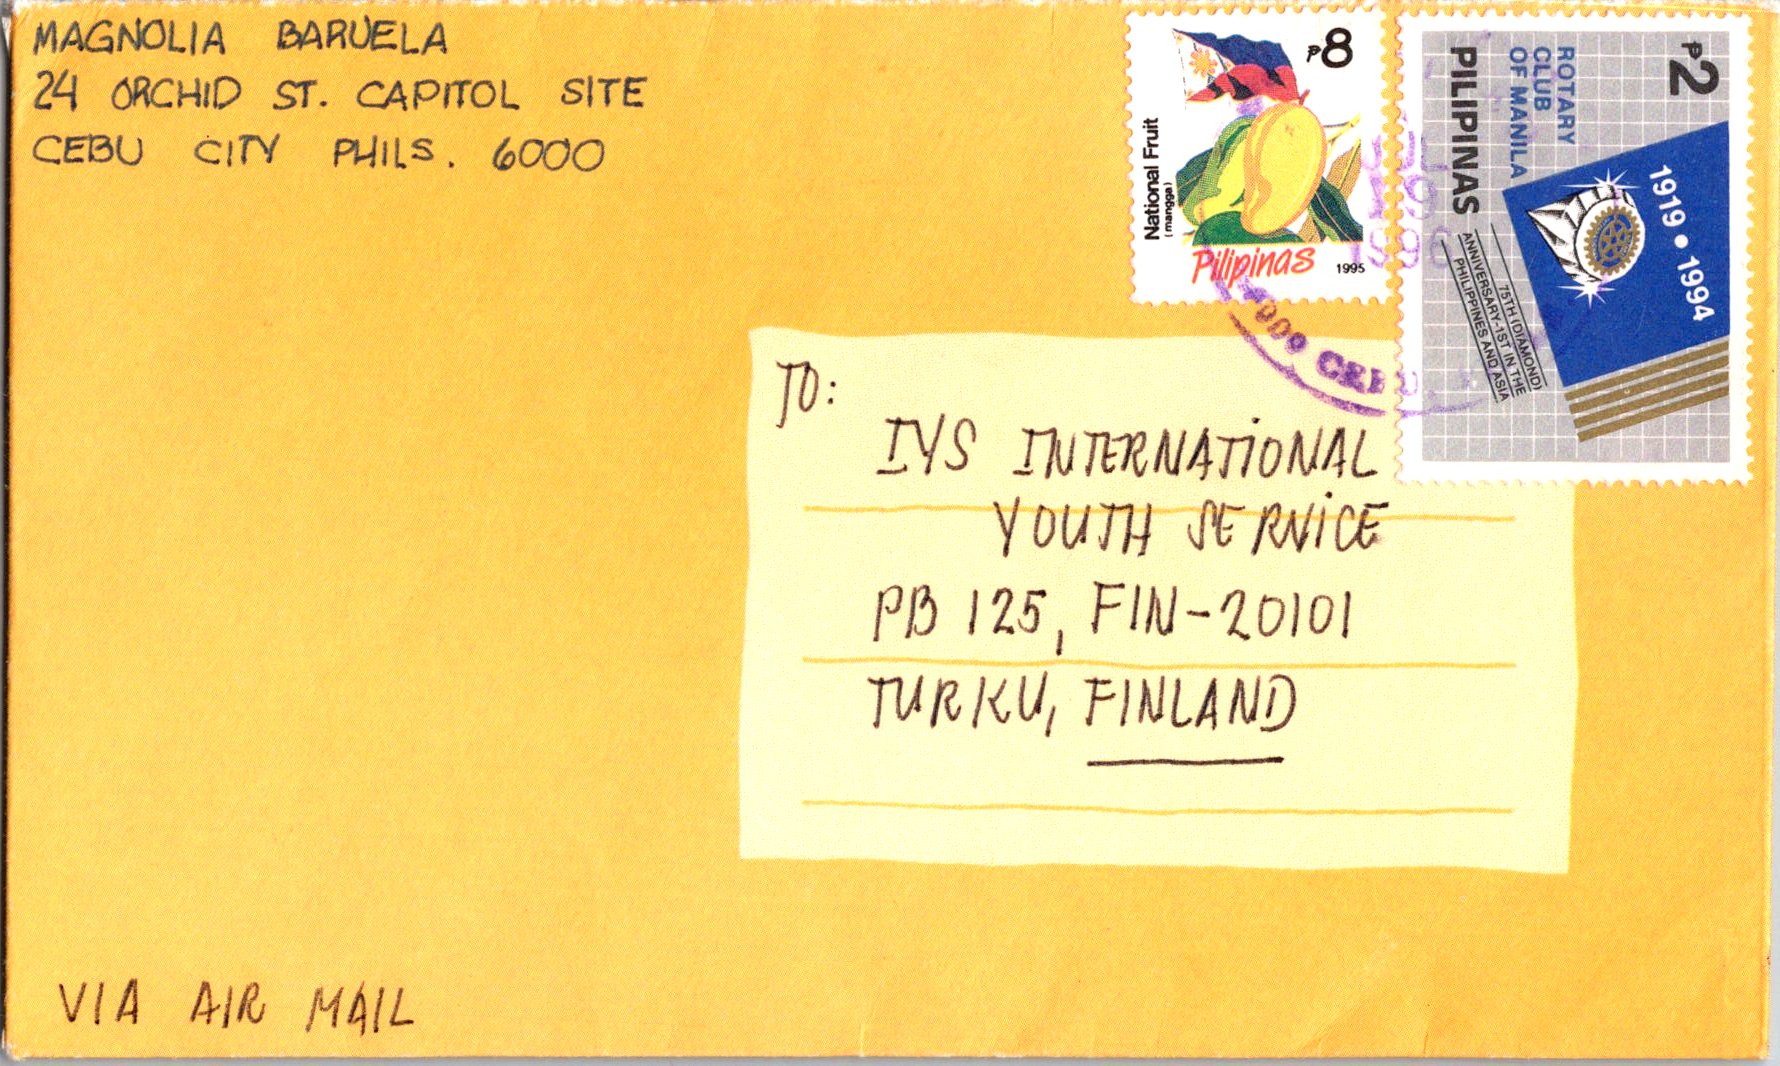 MAGNOLIA BARUELA
24 ORCHID ST. CAPITOL SITE
CEBU CITY PHILS. 6000
₱8
National Fruit
(mangga)
Pilipinas
1995
₱2
ROTARY
CLUB
OF MANILA
PILIPINAS
1919 • 1994
75TH (DIAMOND)
ANNIVERSARY-1ST IN THE
PHILIPPINES AND ASIA
TO:
IYS INTERNATIONAL
YOUTH SERVICE
PB 125, FIN-20101
TURKU, FINLAND
VIA AIR MAIL